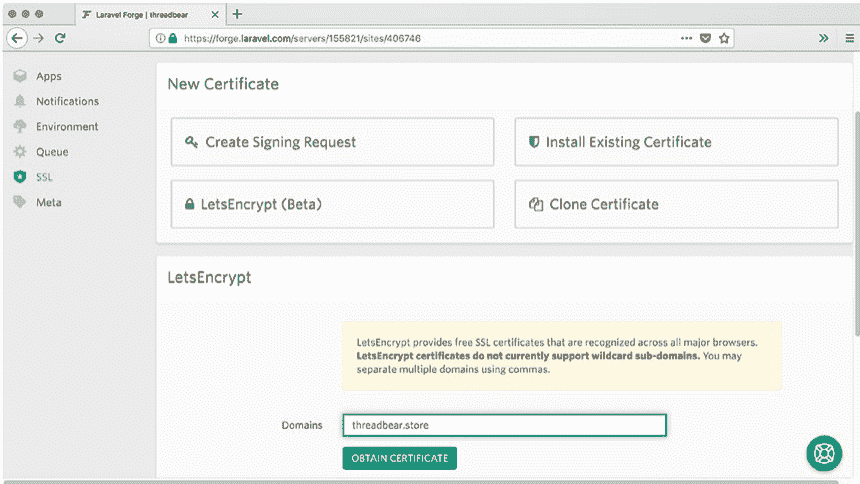 Laravel Forge | threadbear
https://forge.laravel.com/servers/155821/sites/406746
Apps
Notifications
Environment
Queue
SSL
Meta
New Certificate
Create Signing Request
Install Existing Certificate
LetsEncrypt (Beta)
Clone Certificate
LetsEncrypt
LetsEncrypt provides free SSL certificates that are recognized across all major browsers.
LetsEncrypt certificates do not currently support wildcard sub-domains. You may
separate multiple domains using commas.
Domains
threadbear.store
OBTAIN CERTIFICATE